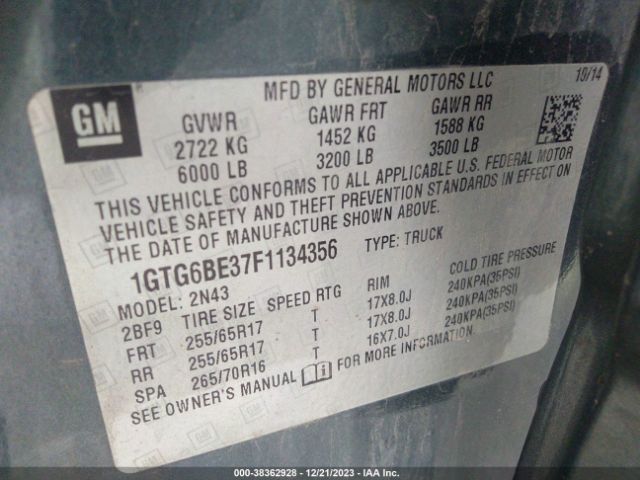 GM
MFD BY GENERAL MOTORS LLC 10/14
GVWR GAWR FRT GAWR RR
2722 KG 1452 KG 1588 KG
6000 LB 3200 LB 3500 LB
THIS VEHICLE CONFORMS TO ALL APPLICABLE U.S. FEDERAL MOTOR
VEHICLE SAFETY AND THEFT PREVENTION STANDARDS IN EFFECT ON
THE DATE OF MANUFACTURE SHOWN ABOVE.
1GTG6BE37F1134356 TYPE: TRUCK
MODEL: 2N43
2BF9 TIRE SIZE SPEED RTG RIM COLD TIRE PRESSURE
FRT 255/65R17 T 17X8.0J 240KPA(35PSI)
RR 255/65R17 T 17X8.0J 240KPA(35PSI)
SPA 265/70R16 T 16X7.0J 240KPA(35PSI)
SEE OWNER'S MANUAL FOR MORE INFORMATION.
000-38362928 - 12/21/2023 - IAA Inc.